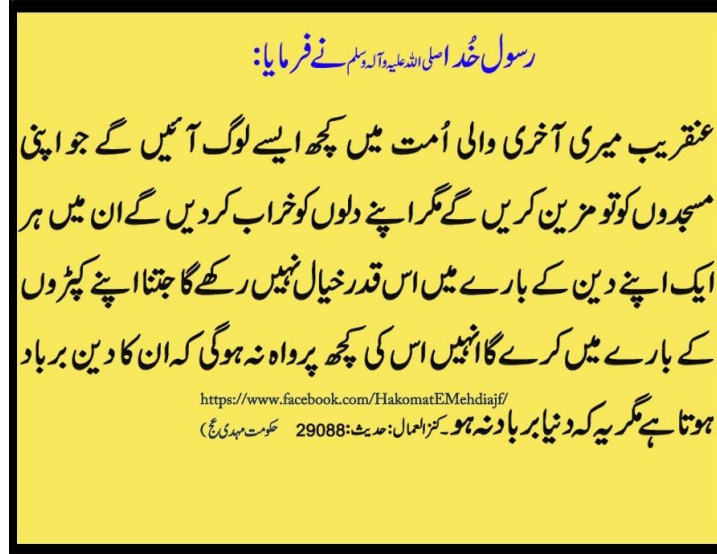 رسول خُدا صلی اللہ علیہ وآلہ وسلم نے فرمایا:
عنقریب میری آخری والی اُمت میں کچھ ایسے لوگ آئیں گے جو اپنی
مسجدوں کو تو مزین کریں گے مگر اپنے دلوں کو خراب کردیں گے ان میں ہر
ایک اپنے دین کے بارے میں اس قدر خیال نہیں رکھے گا جتنا اپنے کپڑوں
کے بارے میں کرے گا انہیں اس کی کچھ پرواہ نہ ہوگی کہ ان کا دین برباد
https://www.facebook.com/HakomatEMehdiajf/
ہوتا ہے مگر یہ کہ دنیا برباد نہ ہو۔ کنزالعمال: حدیث: 29088 حکومت مہدی عج)